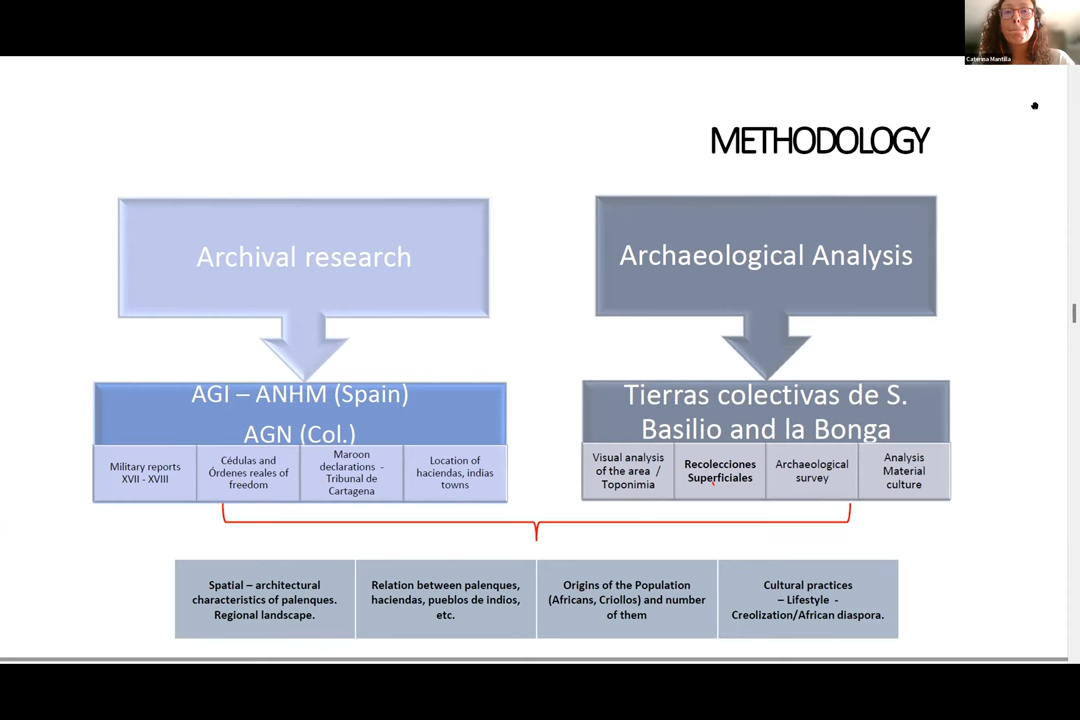 Caterina Mantilla
METHODOLOGY
Archival research
AGI – ANHM (Spain)
AGN (Col.)
Military reports
XVII - XVIII
Cédulas and
Órdenes reales of
freedom
Maroon
declarations -
Tribunal de
Cartagena
Location of
haciendas, indias
towns
Archaeological Analysis
Tierras colectivas de S.
Basilio and la Bonga
Visual analysis
of the area /
Toponimia
Recolecciones
Superficiales
Archaeological
survey
Analysis
Material
culture
Spatial – architectural
characteristics of palenques.
Regional landscape.
Relation between palenques,
haciendas, pueblos de indios,
etc.
Origins of the Population
(Africans, Criollos) and number
of them
Cultural practices
– Lifestyle -
Creolization/African diaspora.